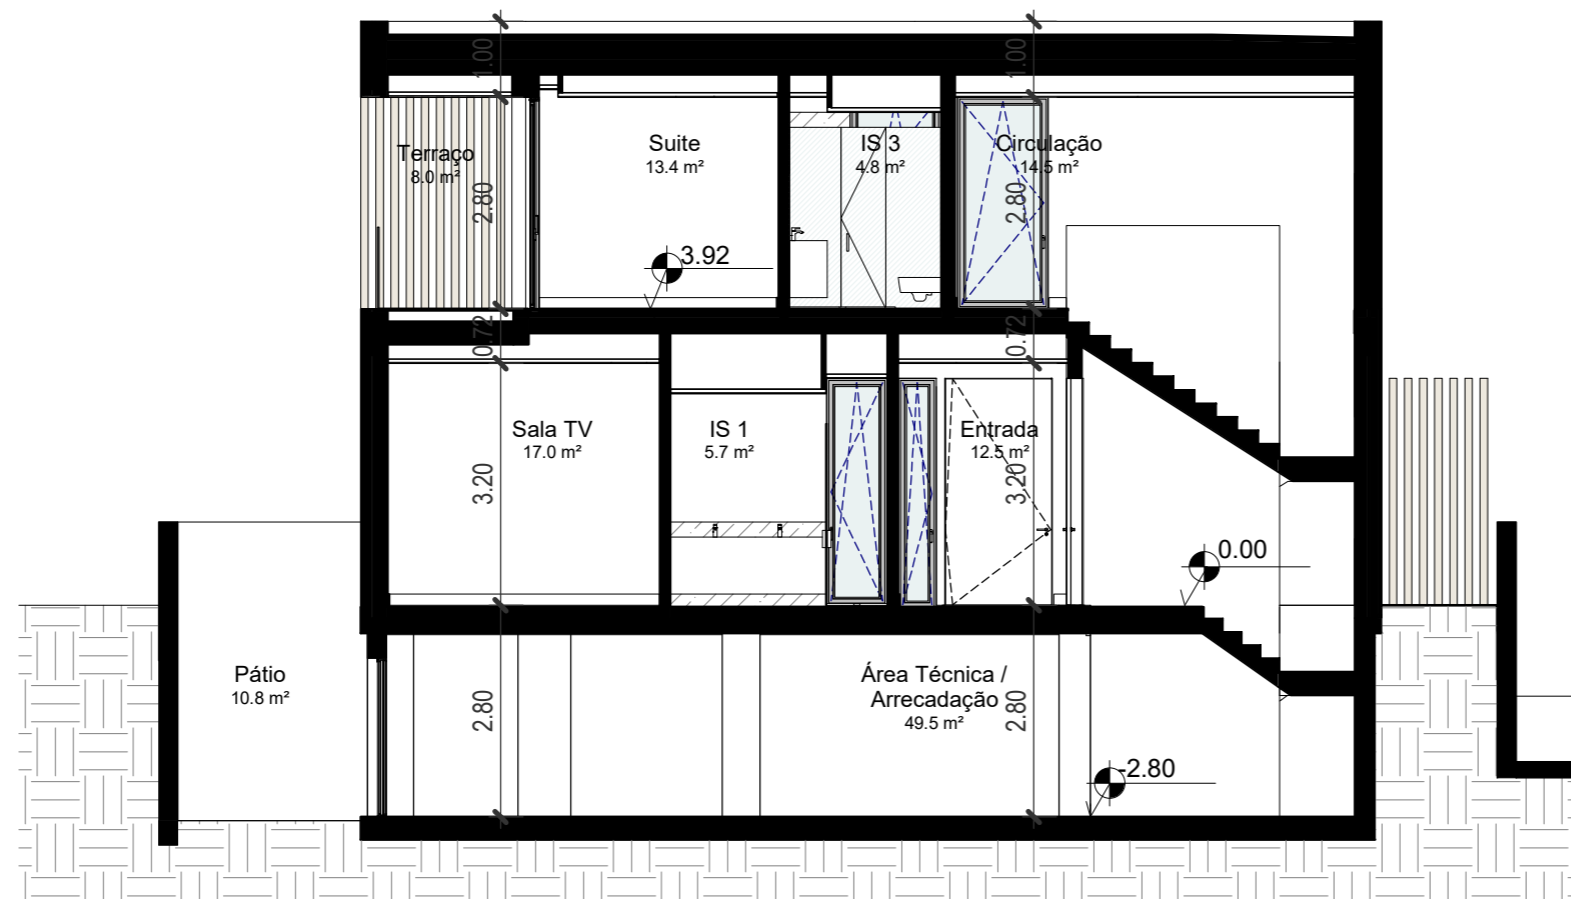 1.00
1.00
Terraço
8.0 m²
Suite
13.4 m²
IS 3
4.8 m²
Circulação
14.5 m²
2.80
2.80
3.92
0.72
0.72
Sala TV
17.0 m²
IS 1
5.7 m²
Entrada
12.5 m²
3.20
3.20
0.00
Pátio
10.8 m²
Área Técnica /
Arrecadação
49.5 m²
2.80
2.80
-2.80